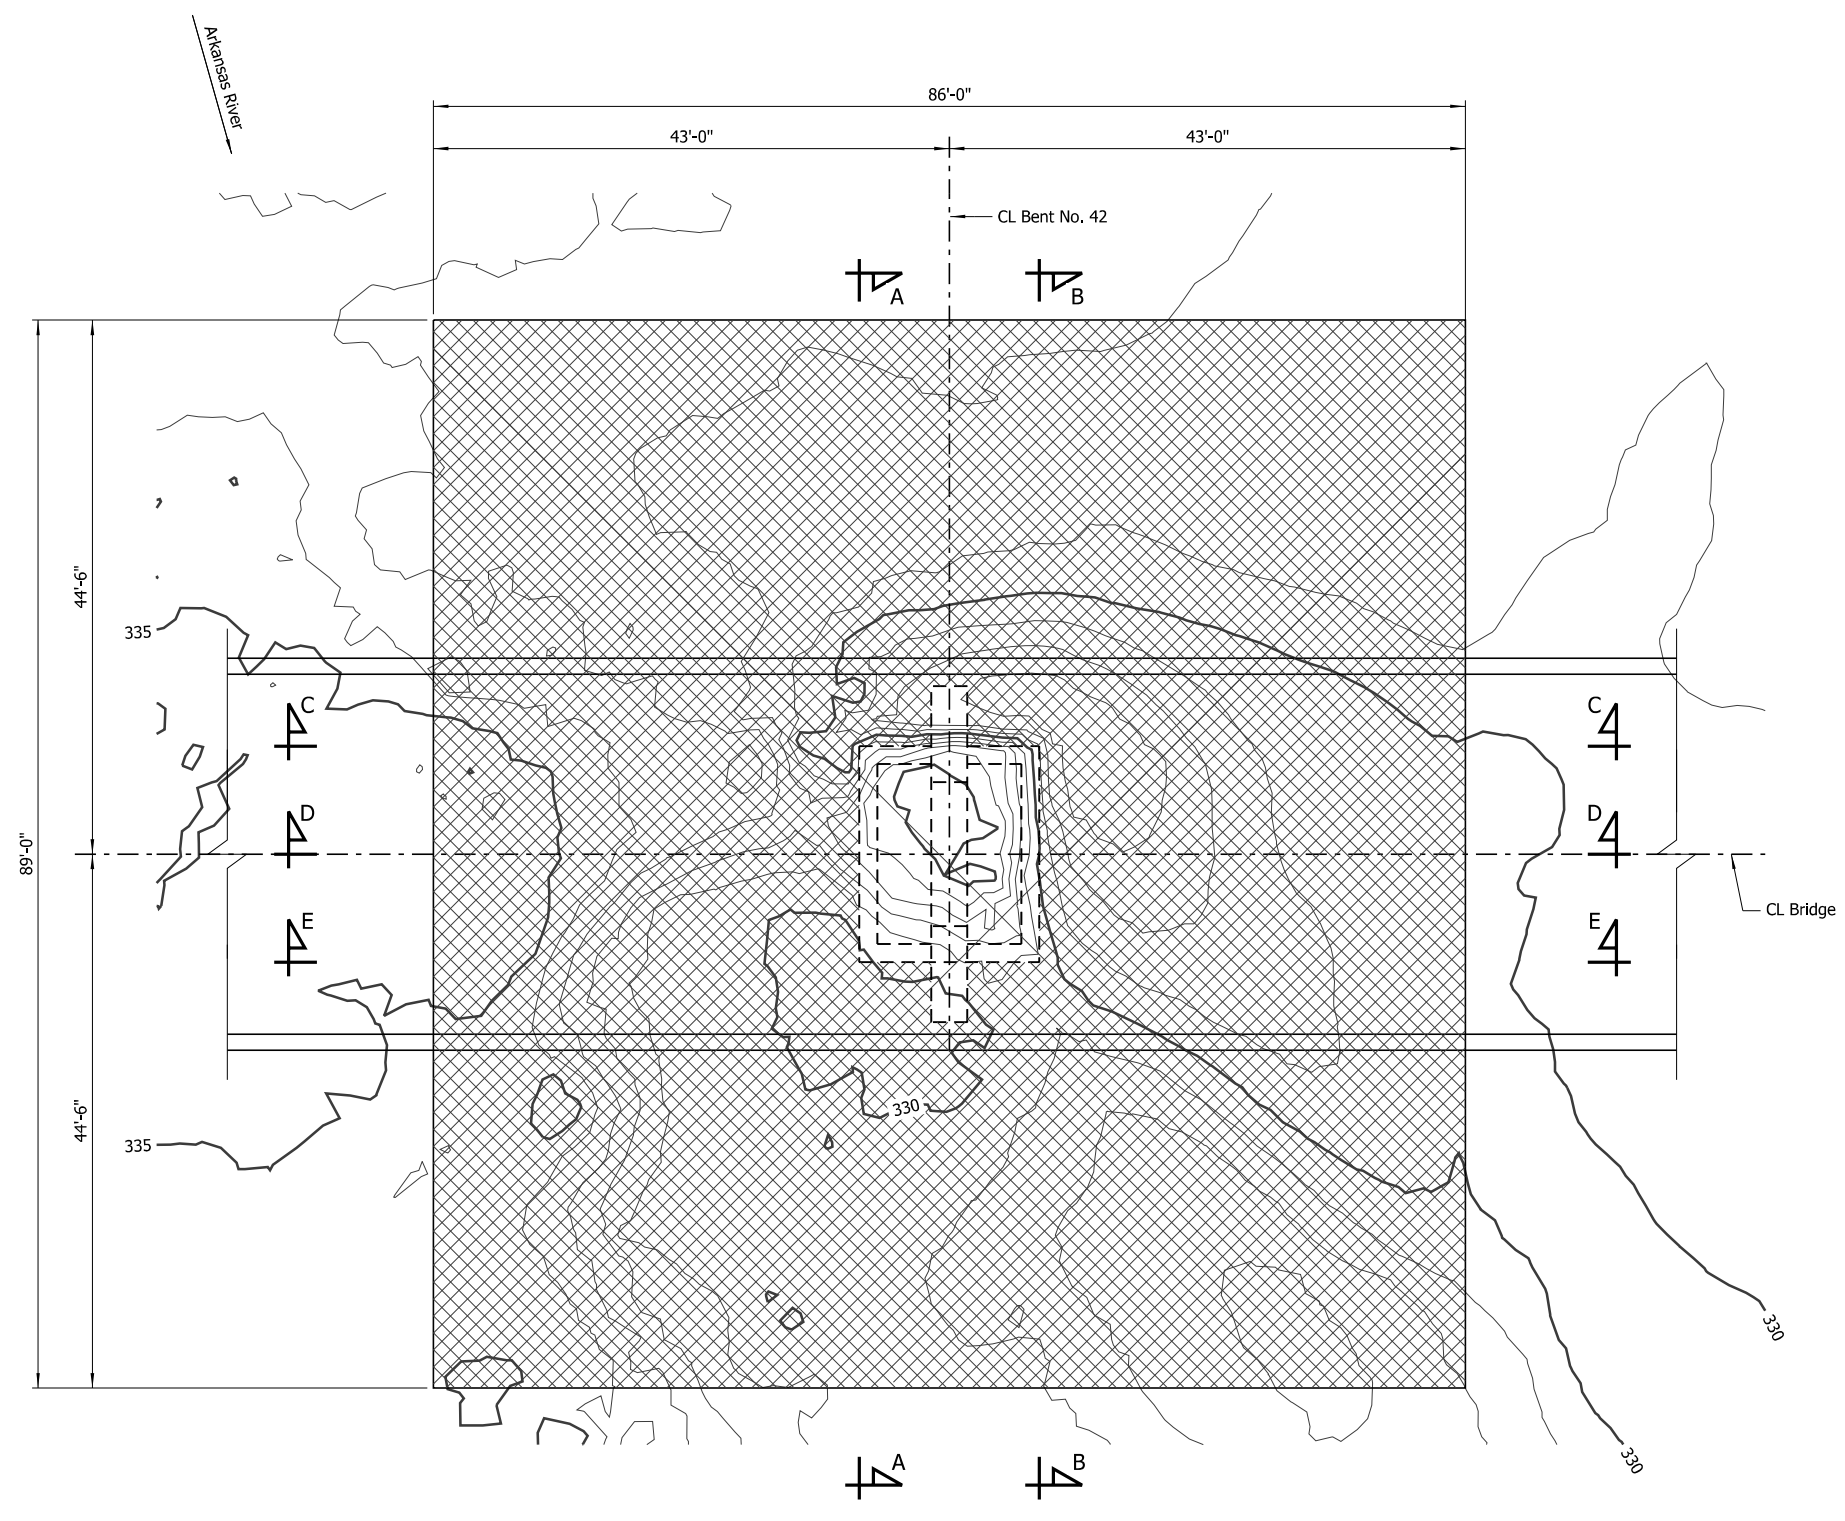 Arkansas River
86'-0"
43'-0"
43'-0"
CL Bent No. 42
A
B
44'-6"
335
C
C
D
D
89'-0"
CL Bridge
E
E
44'-6"
330
335
330
330
A
B